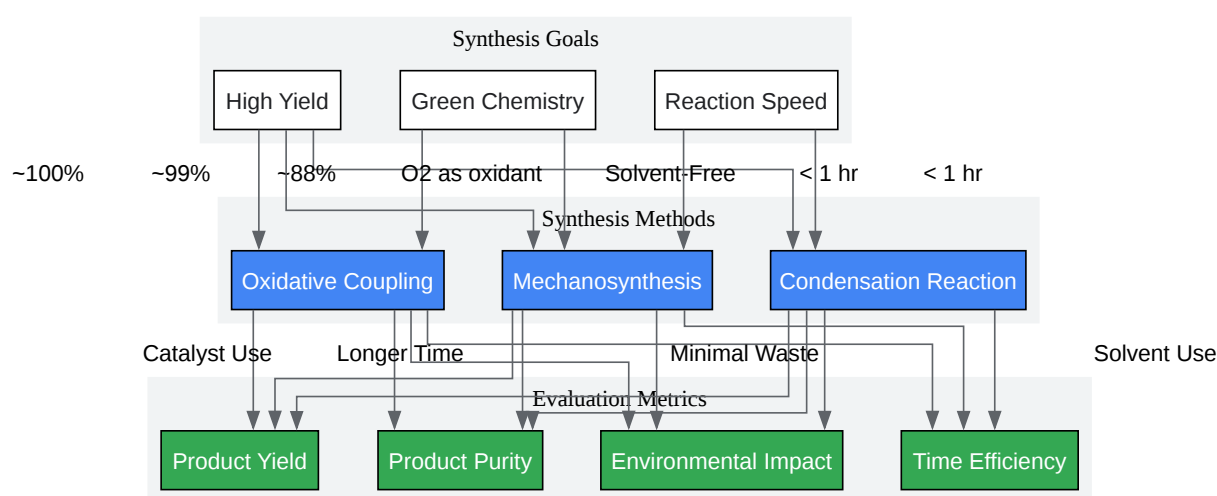 Synthesis Goals
High Yield
Green Chemistry
Reaction Speed
~100%
~99%
~88%
O2 as oxidant
Solvent-Free
< 1 hr
< 1 hr
Synthesis Methods
Oxidative Coupling
Mechanosynthesis
Condensation Reaction
Catalyst Use
Longer Time
Minimal Waste
Solvent Use
Evaluation Metrics
Product Yield
Product Purity
Environmental Impact
Time Efficiency